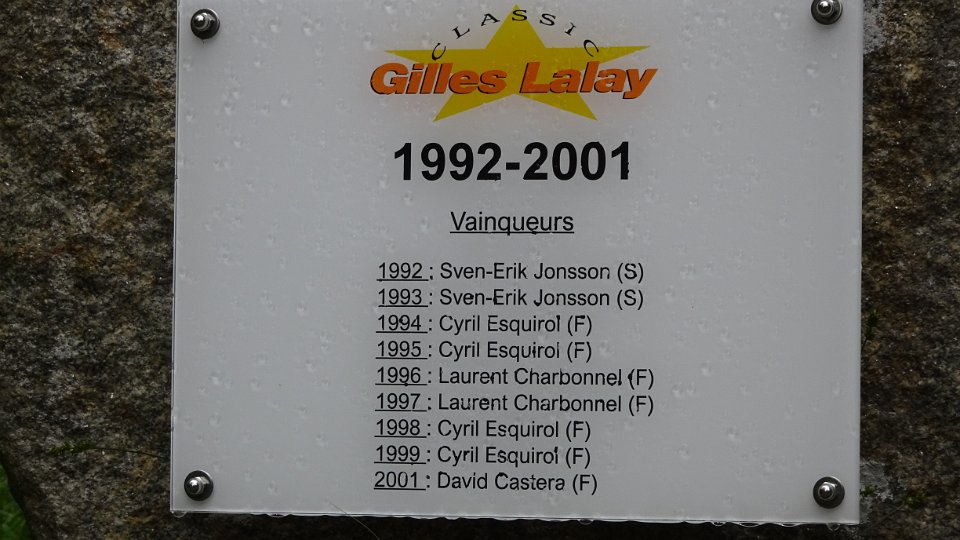 CLASSIC
Gilles Lalay
1992-2001
Vainqueurs
1992 : Sven-Erik Jonsson (S)
1993 : Sven-Erik Jonsson (S)
1994 : Cyril Esquirol (F)
1995 : Cyril Esquirol (F)
1996 : Laurent Charbonnel (F)
1997 : Laurent Charbonnel (F)
1998 : Cyril Esquirol (F)
1999 : Cyril Esquirol (F)
2001 : David Castera (F)